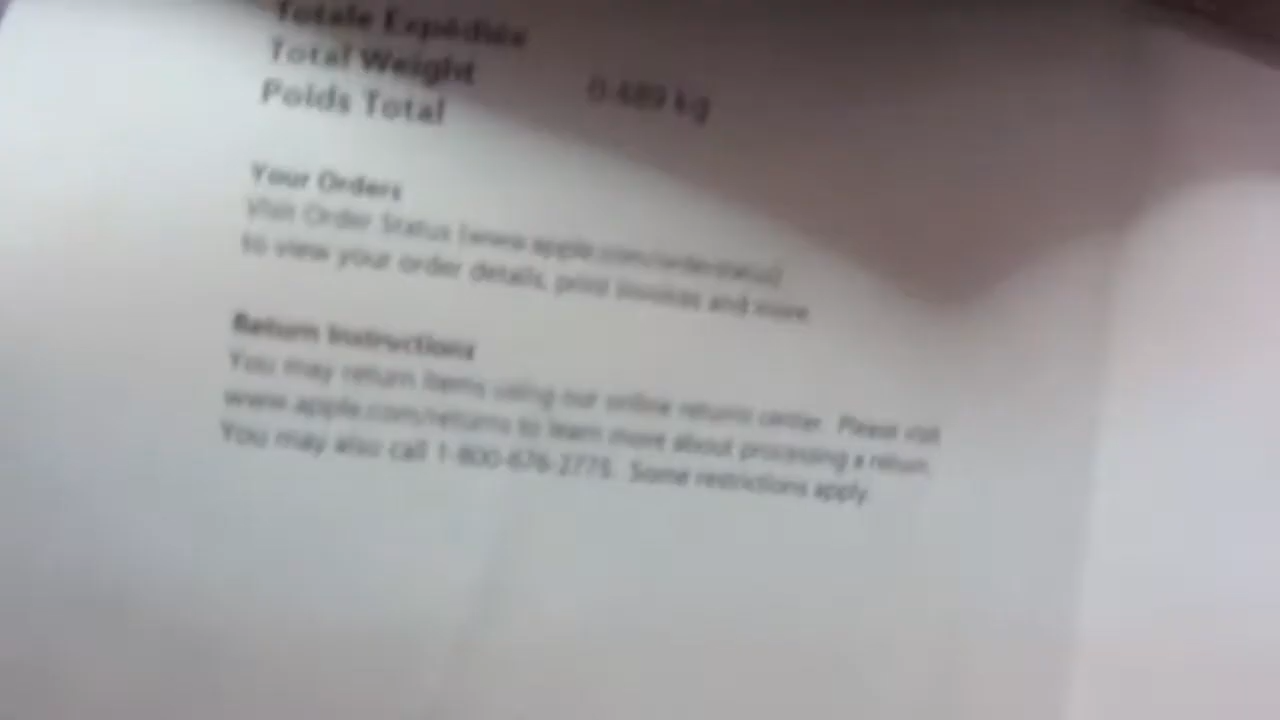 Totale Expédiée
Total Weight
Poids Total
0.489 kg
Your Orders
Visit Order Status (www.apple.com/orderstatus)
to view your order details, print invoices and more.
Return Instructions
You may return items using our online returns center. Please visit
www.apple.com/returns to learn more about processing a return.
You may also call 1-800-676-2775. Some restrictions apply.